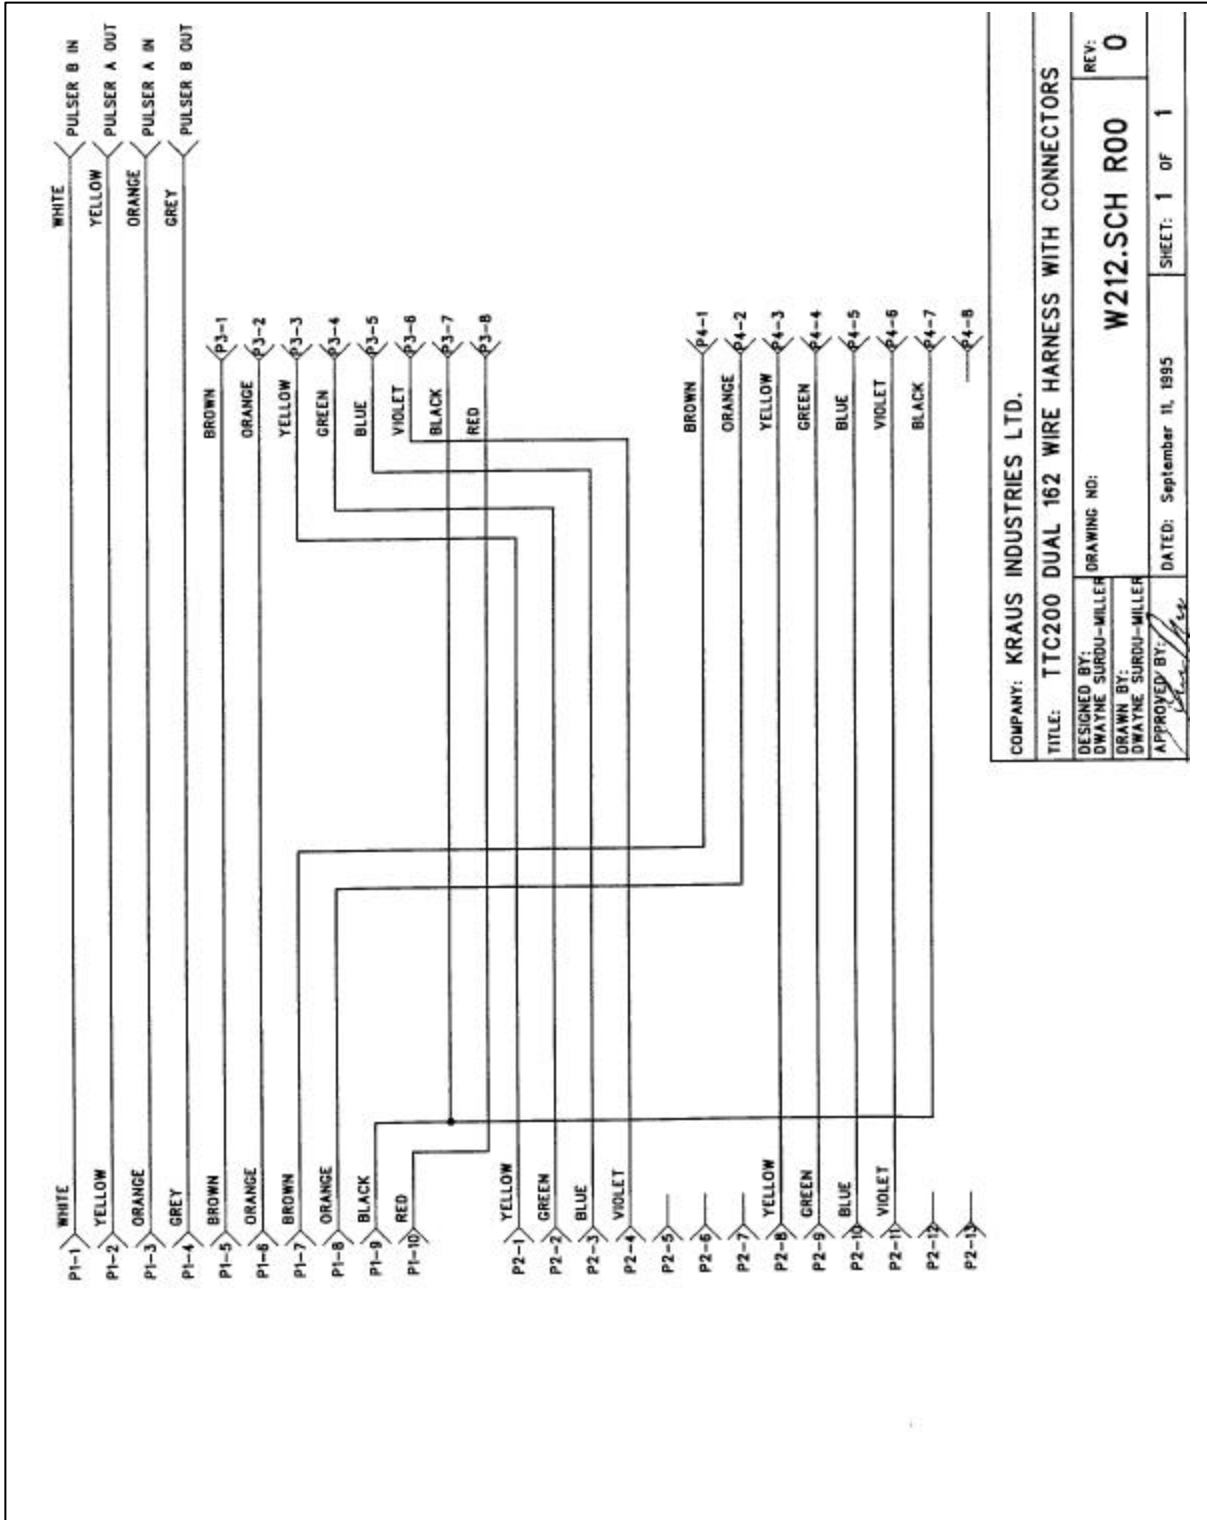 WHITE
P1-1
WHITE
PULSER B IN
YELLOW
P1-2
YELLOW
PULSER A OUT
ORANGE
P1-3
ORANGE
PULSER A IN
GREY
P1-4
GREY
PULSER B OUT
BROWN
P1-5
BROWN
P3-1
ORANGE
P1-6
ORANGE
P3-2
BROWN
P1-7
YELLOW
P3-3
ORANGE
P1-8
GREEN
P3-4
BLACK
P1-9
BLUE
P3-5
RED
P1-10
VIOLET
P3-6
BLACK
P3-7
RED
P3-8
YELLOW
P2-1
GREEN
P2-2
BLUE
P2-3
VIOLET
P2-4
P2-5
P2-6
BROWN
P4-1
P2-7
ORANGE
P4-2
YELLOW
P2-8
YELLOW
P4-3
GREEN
P2-9
GREEN
P4-4
BLUE
P2-10
BLUE
P4-5
VIOLET
P2-11
VIOLET
P4-6
P2-12
BLACK
P4-7
P2-13
P4-8
COMPANY: KRAUS INDUSTRIES LTD.
TITLE: TTC200 DUAL 162 WIRE HARNESS WITH CONNECTORS
DESIGNED BY:
DWAYNE SURDU-MILLER
DRAWN BY:
DWAYNE SURDU-MILLER
APPROVED BY:
DRAWING NO:
W212.SCH R00
REV:
0
DATED: September 11, 1995
SHEET: 1 OF 1